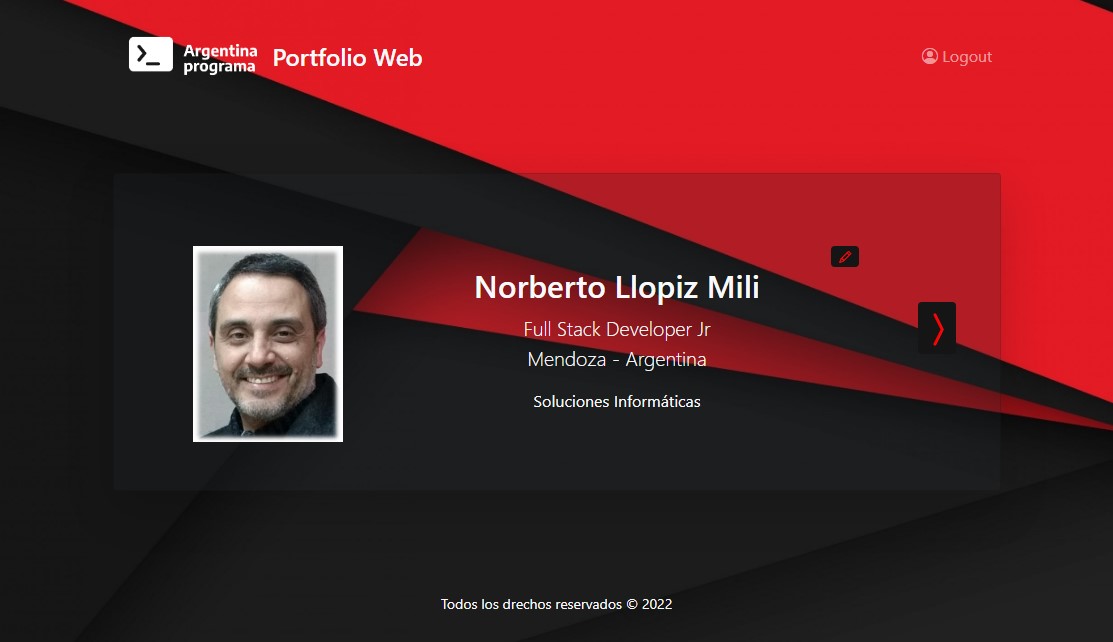 Argentina
programa
Portfolio Web
Logout
Norberto Llopiz Mili
Full Stack Developer Jr
Mendoza - Argentina
Soluciones Informáticas
Todos los drechos reservados © 2022